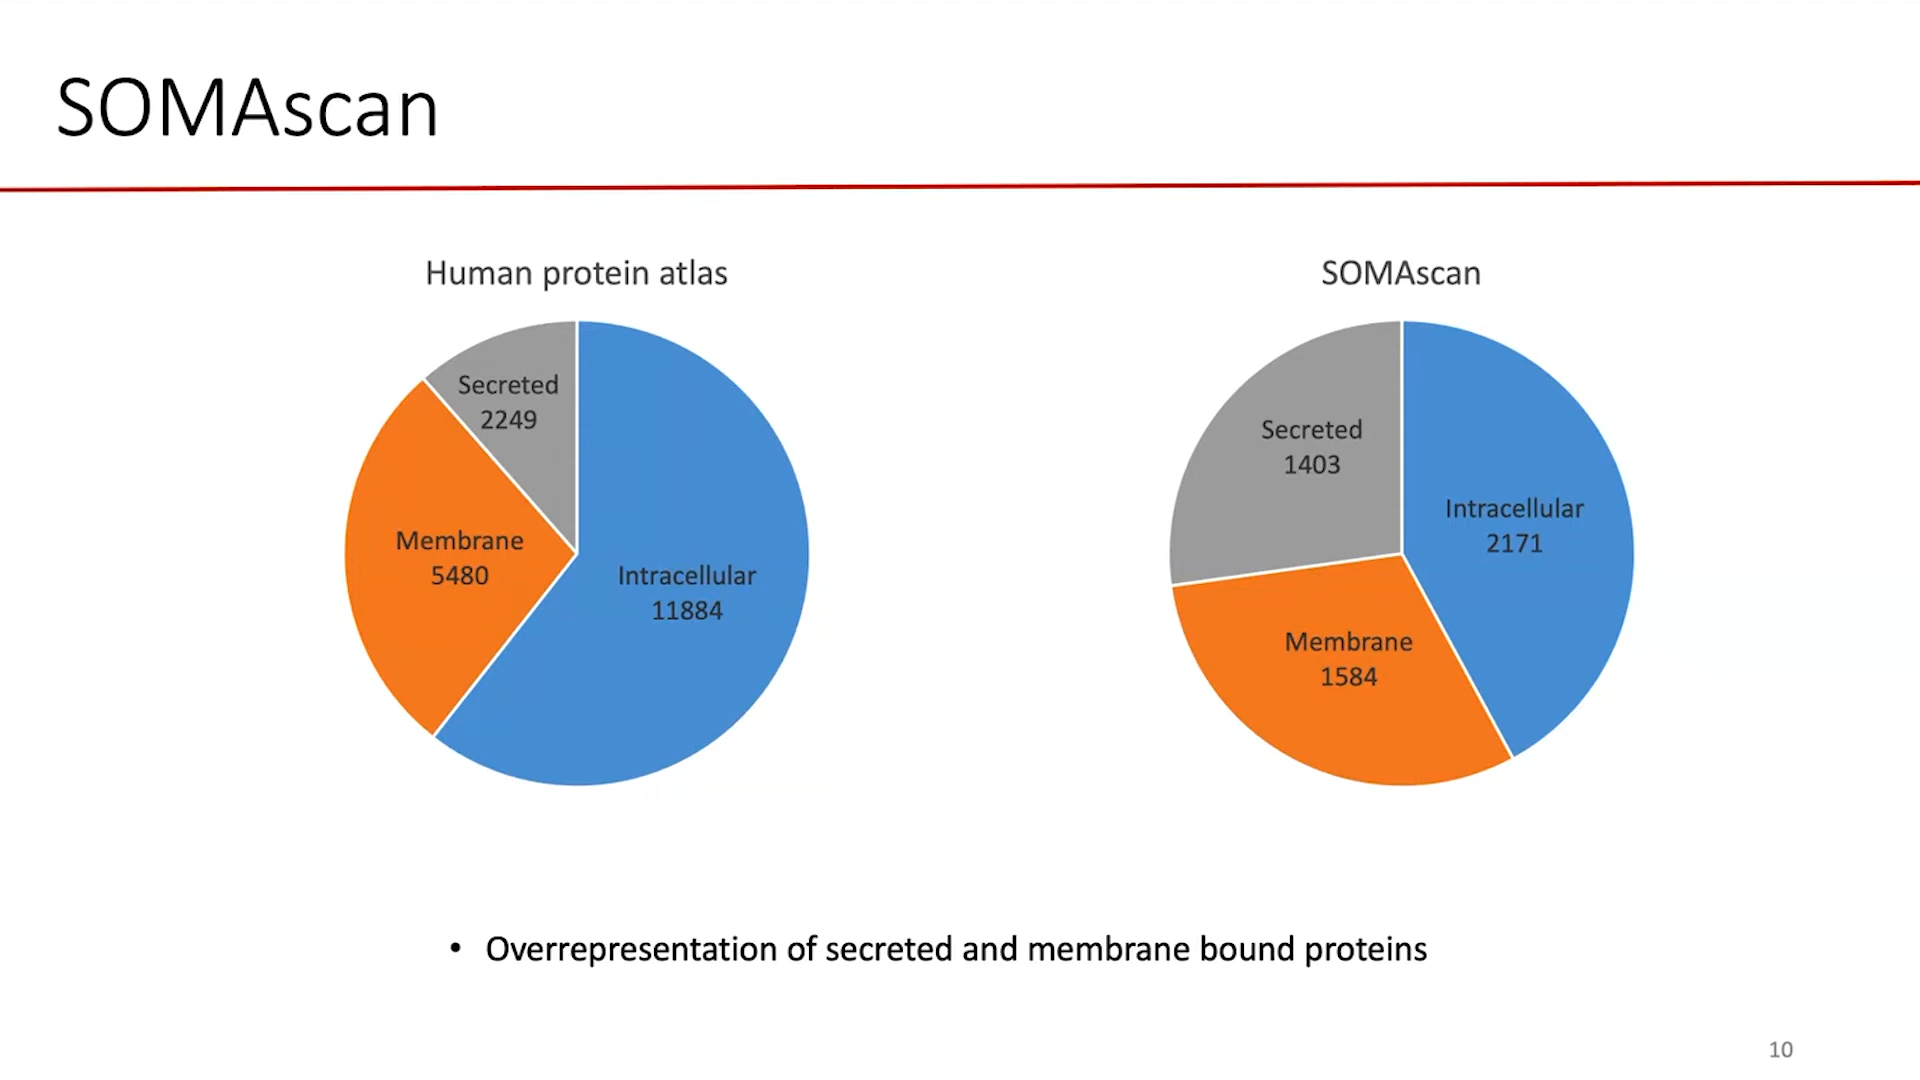 SOMAscan
Human protein atlas
Secreted
2249
Membrane
5480
Intracellular
11884
SOMAscan
Secreted
1403
Intracellular
2171
Membrane
1584
• Overrepresentation of secreted and membrane bound proteins
10